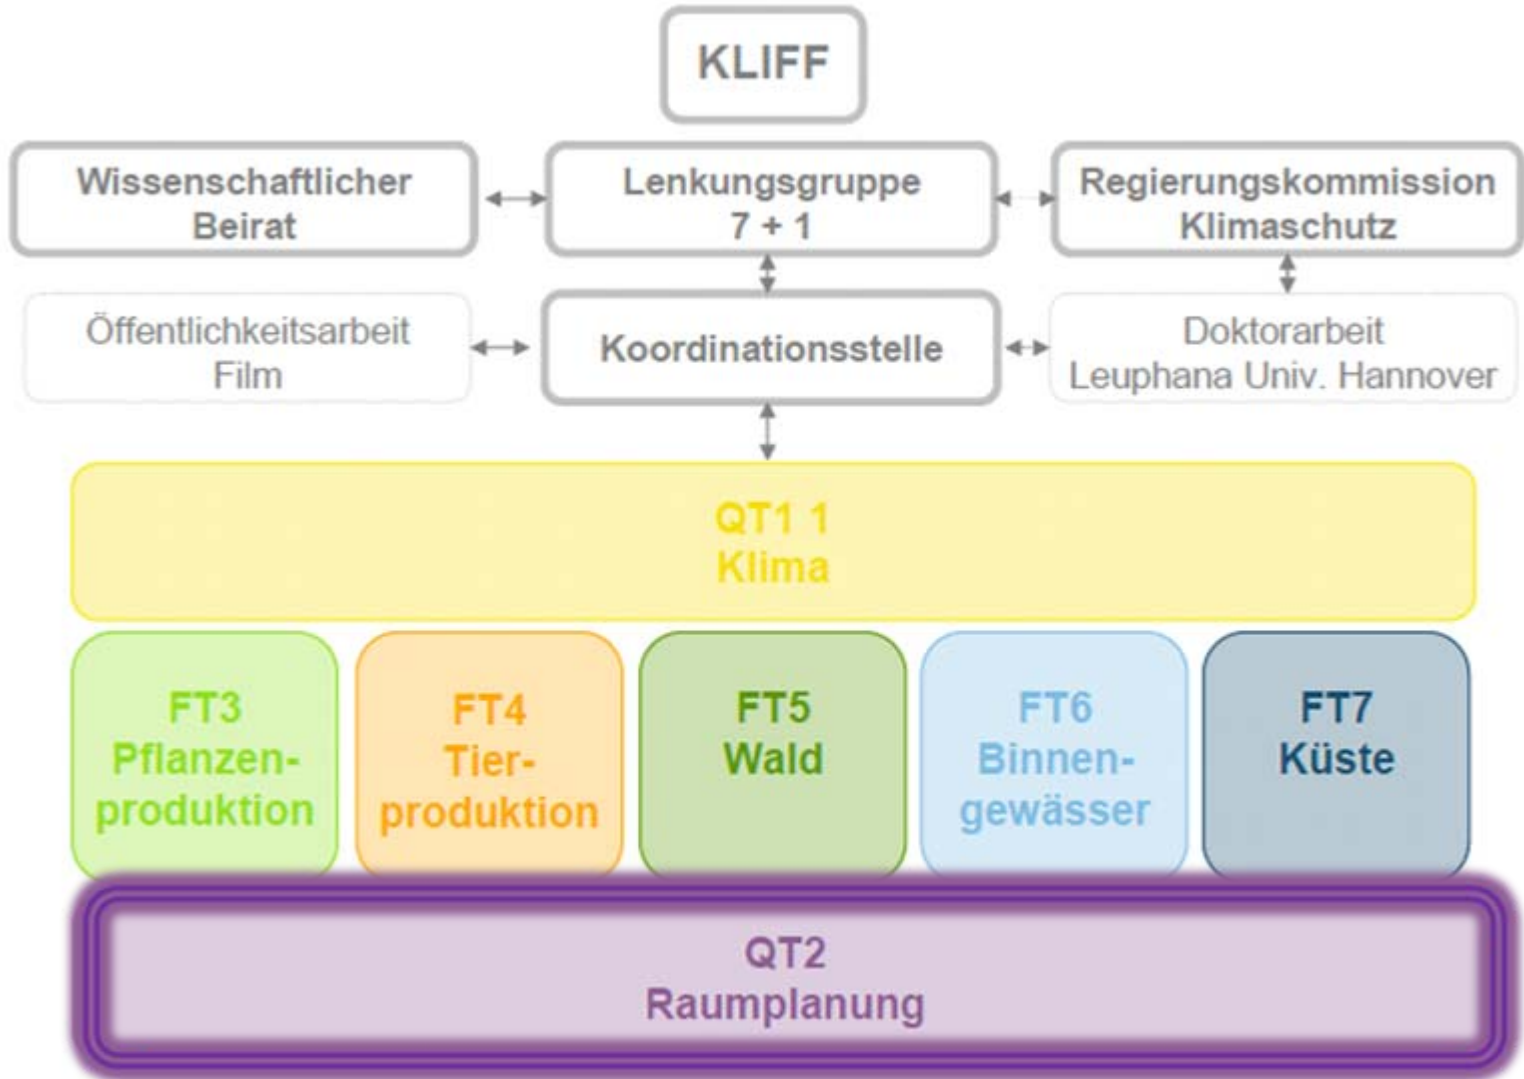 KLIFF
Wissenschaftlicher
Beirat
Lenkungsgruppe
7 + 1
Regierungskommission
Klimaschutz
Öffentlichkeitsarbeit
Film
Koordinationsstelle
Doktorarbeit
Leuphana Univ. Hannover
QT1 1
Klima
FT3
Pflanzen-
produktion
FT4
Tier-
produktion
FT5
Wald
FT6
Binnen-
gewässer
FT7
Küste
QT2
Raumplanung